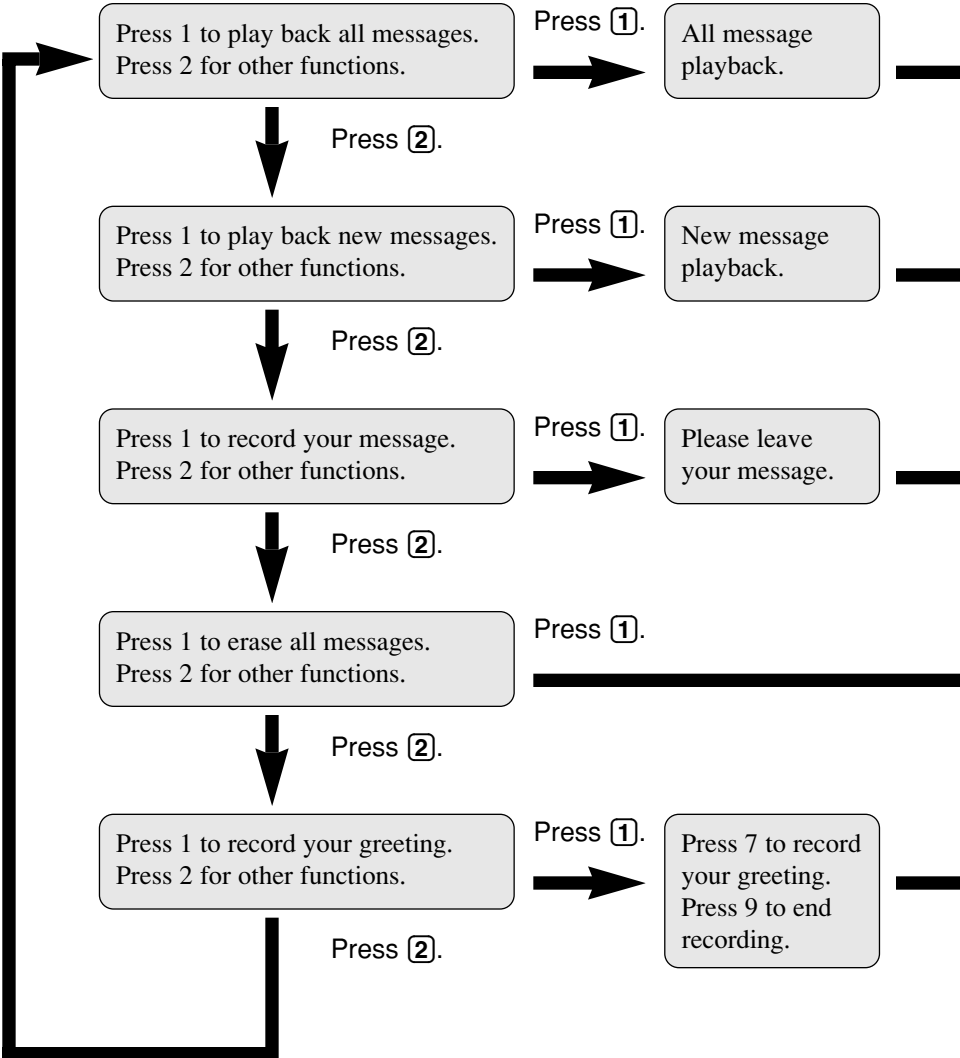 Press 1 to play back all messages.
Press 2 for other functions.
Press 1.
All message
playback.
Press 2.
Press 1 to play back new messages.
Press 2 for other functions.
Press 1.
New message
playback.
Press 2.
Press 1 to record your message.
Press 2 for other functions.
Press 1.
Please leave
your message.
Press 2.
Press 1 to erase all messages.
Press 2 for other functions.
Press 1.
Press 2.
Press 1 to record your greeting.
Press 2 for other functions.
Press 1.
Press 7 to record
your greeting.
Press 9 to end
recording.
Press 2.